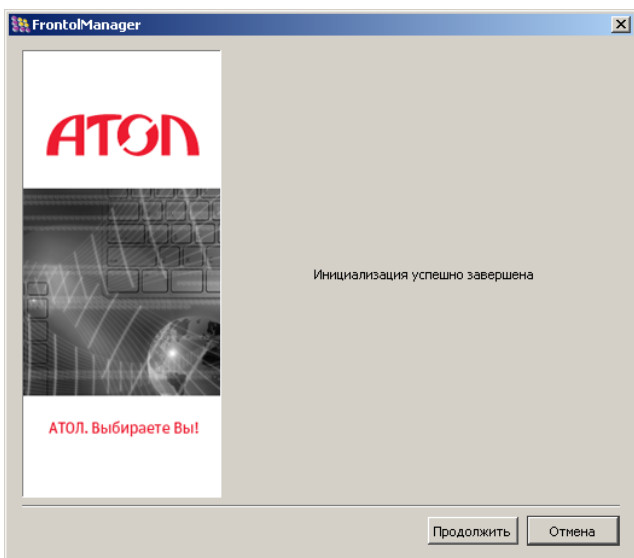 FrontolManager
АТОЛ
Инициализация успешно завершена
АТОЛ. Выбираете Вы!
Продолжить
Отмена